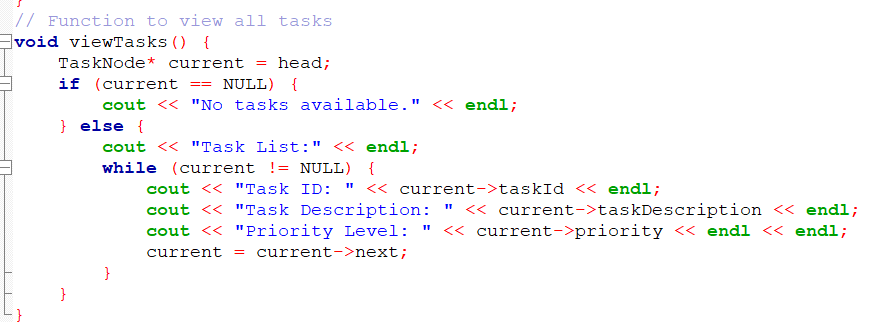 }
// Function to view all tasks
void viewTasks() {
    TaskNode* current = head;
    if (current == NULL) {
        cout << "No tasks available." << endl;
    } else {
        cout << "Task List:" << endl;
        while (current != NULL) {
            cout << "Task ID: " << current->taskId << endl;
            cout << "Task Description: " << current->taskDescription << endl;
            cout << "Priority Level: " << current->priority << endl << endl;
            current = current->next;
        }
    }
}